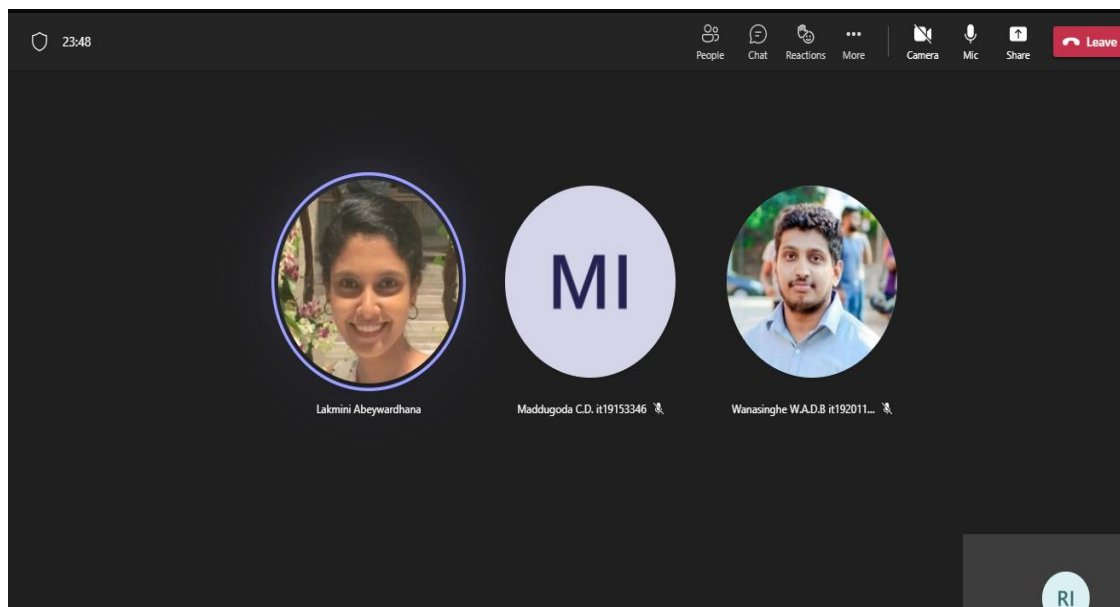 23:48
People Chat Reactions More Camera Mic Share Leave
MI
Lakmini Abeywardhana Maddugoda C.D. it19153346 Wanasinghe W.A.D.B it192011...
RI